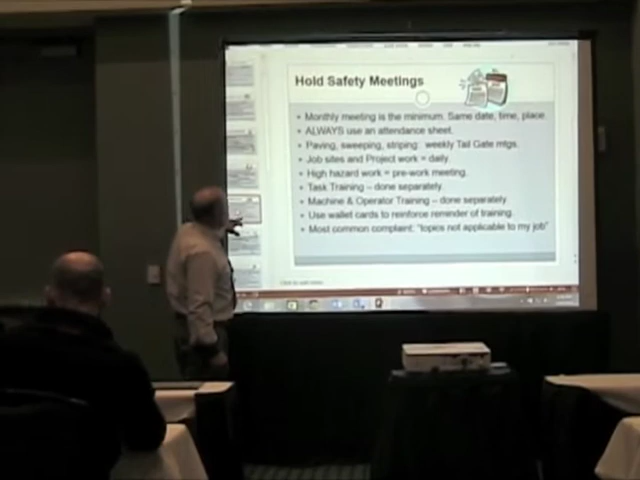 Hold Safety Meetings
Monthly meeting is the minimum. Same date, time, place.
ALWAYS use an attendance sheet.
Paving, sweeping, striping: weekly Tail Gate mtgs.
Job sites and Project work = daily.
High hazard work = pre-work meeting.
Task Training – done separately.
Machine & Operator Training – done separately
Use wallet cards to reinforce reminder of training.
Most common complaint: "topics not applicable to my job"